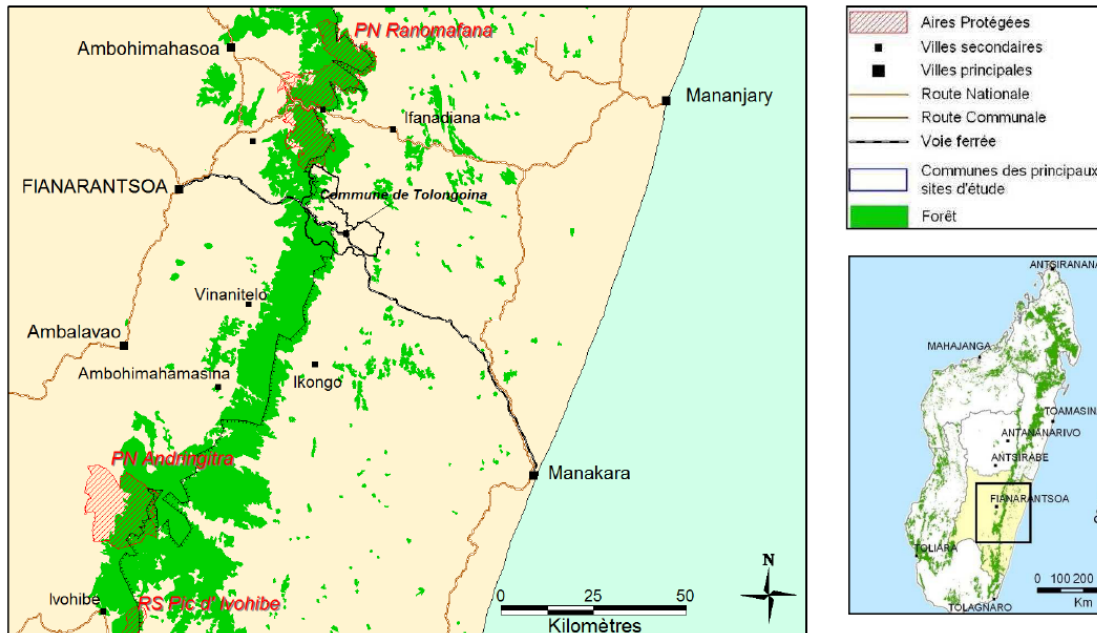 PN Ranomafana
Ambohimahasoa
Mananjary
Ifanadiana
FIANARANTSOA
Commune de Tolongoina
Vinanitelo
Ambalavao
Ambohimahamasina
Ikongo
PN Andringitra
Manakara
Ivohibe
RS Pic d' Ivohibe
0 25 50
Kilomètres
N
Aires Protégées
Villes secondaires
Villes principales
Route Nationale
Route Communale
Voie ferrée
Communes des principaux
sites d'étude
Forêt
ANTSIRANANA
MAHAJANGA
TOAMASINA
ANTANANARIVO
ANTSIRABE
FIANARANTSOA
TOLIARA
0 100 200
Km
TOLAGNARO